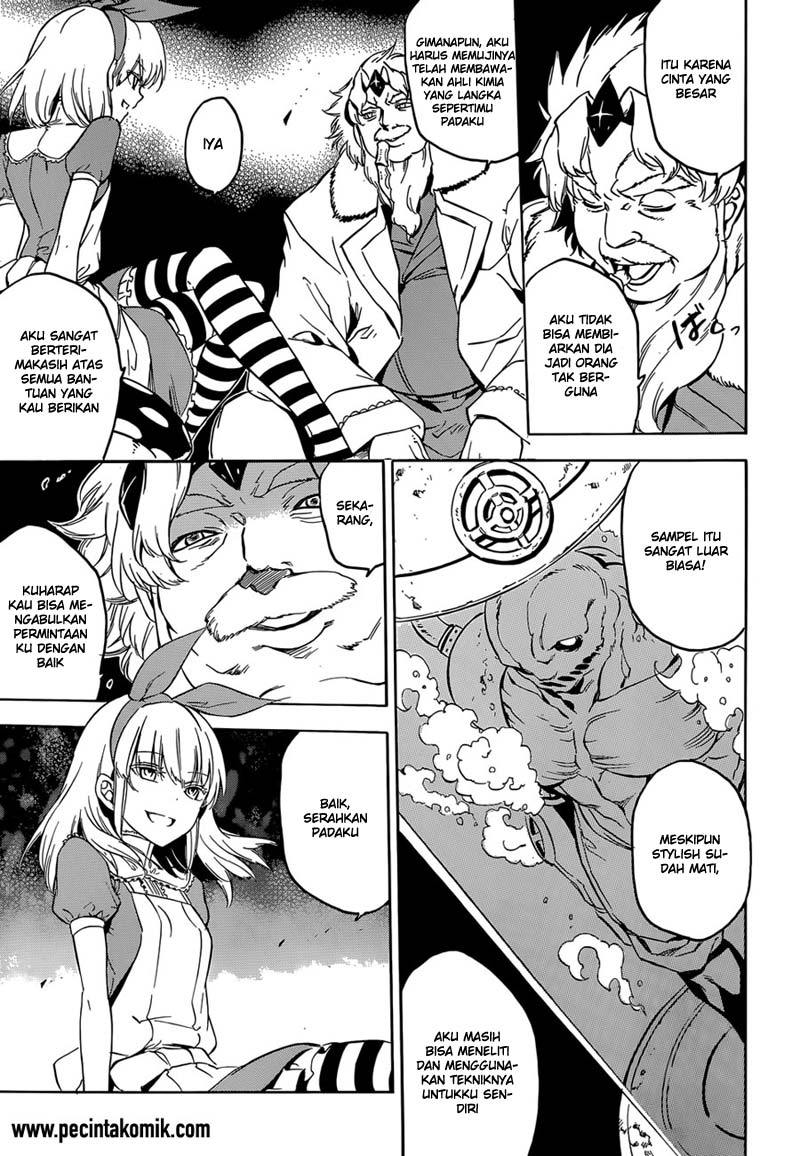 ITU KARENA
CINTA YANG
BESAR
AKU TIDAK
BISA MEMBI-
ARKAN DIA
JADI ORANG
TAK BER-
GUNA
ば
GIMANAPUN, AKU
HARUS MEMUJINYA
TELAH MEMBAWA-
KAN AHLI KIMIA
YANG LANGKA
SEPERTIMU
PADAKU
IYA
AKU SANGAT
BERTERI-
MAKASIH ATAS
SEMUA BAN-
TUAN YANG
KAU BERIKAN
SAMPEL ITU
SANGAT LUAR
BIASA!
MESKIPUN
STYLISH SU-
DAH MATI,
AKU MASIH
BISA MENELITI
DAN MENGGUNA-
KAN TEKNIKNYA
UNTUKKU SEN-
DIRI
SEKA-
RANG,
KUHARAP
KAU BISA ME-
NGABULKAN
PERMINTAAN
KU DENGAN
BAIK
BAIK,
SERAHKAN
PADAKU
www.pecintakomik.com